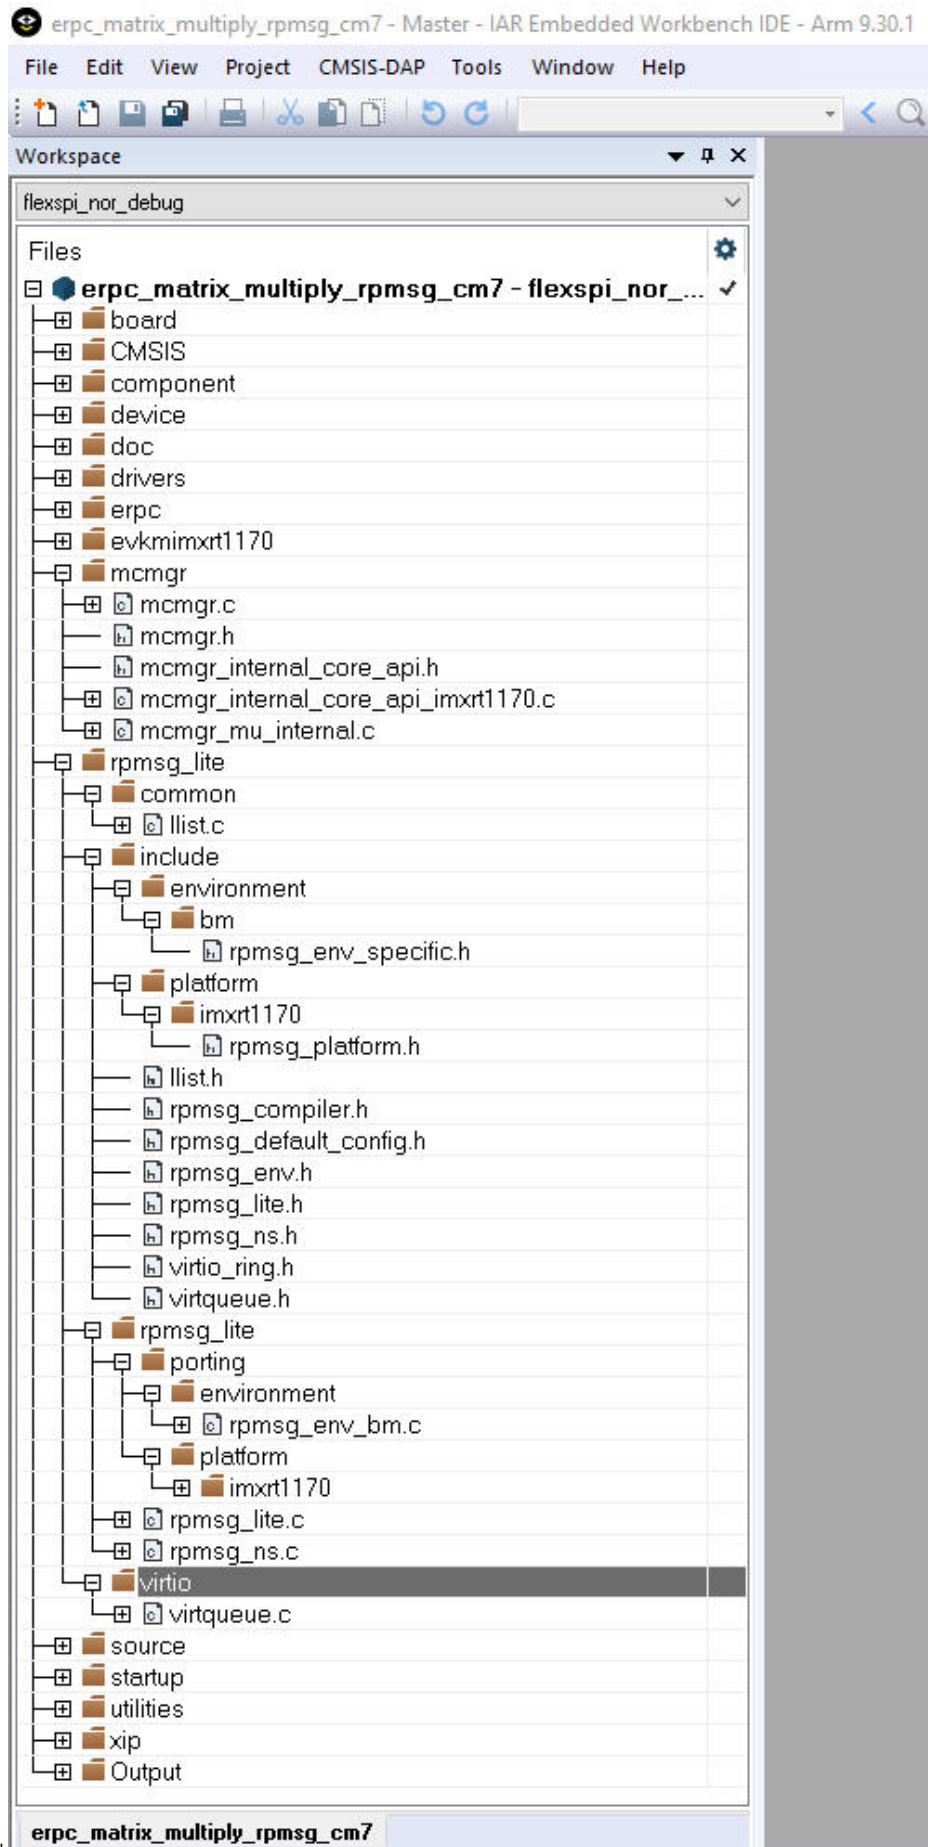 erpc_matrix_multiply_rpmsg_cm7 - Master - IAR Embedded Workbench IDE - Arm 9.30.1
File Edit View Project CMSIS-DAP Tools Window Help
Workspace
flexspi_nor_debug
Files
erpc_matrix_multiply_rpmsg_cm7 - flexspi_nor_...
board
CMSIS
component
device
doc
drivers
erpc
evkmimxrt1170
mcmgr
mcmgr.c
mcmgr.h
mcmgr_internal_core_api.h
mcmgr_internal_core_api_imxrt1170.c
mcmgr_mu_internal.c
rpmsg_lite
common
llist.c
include
environment
bm
rpmsg_env_specific.h
platform
imxrt1170
rpmsg_platform.h
llist.h
rpmsg_compiler.h
rpmsg_default_config.h
rpmsg_env.h
rpmsg_lite.h
rpmsg_ns.h
virtio_ring.h
virtqueue.h
rpmsg_lite
porting
environment
rpmsg_env_bm.c
platform
imxrt1170
rpmsg_lite.c
rpmsg_ns.c
virtio
virtqueue.c
source
startup
utilities
xip
Output
erpc_matrix_multiply_rpmsg_cm7